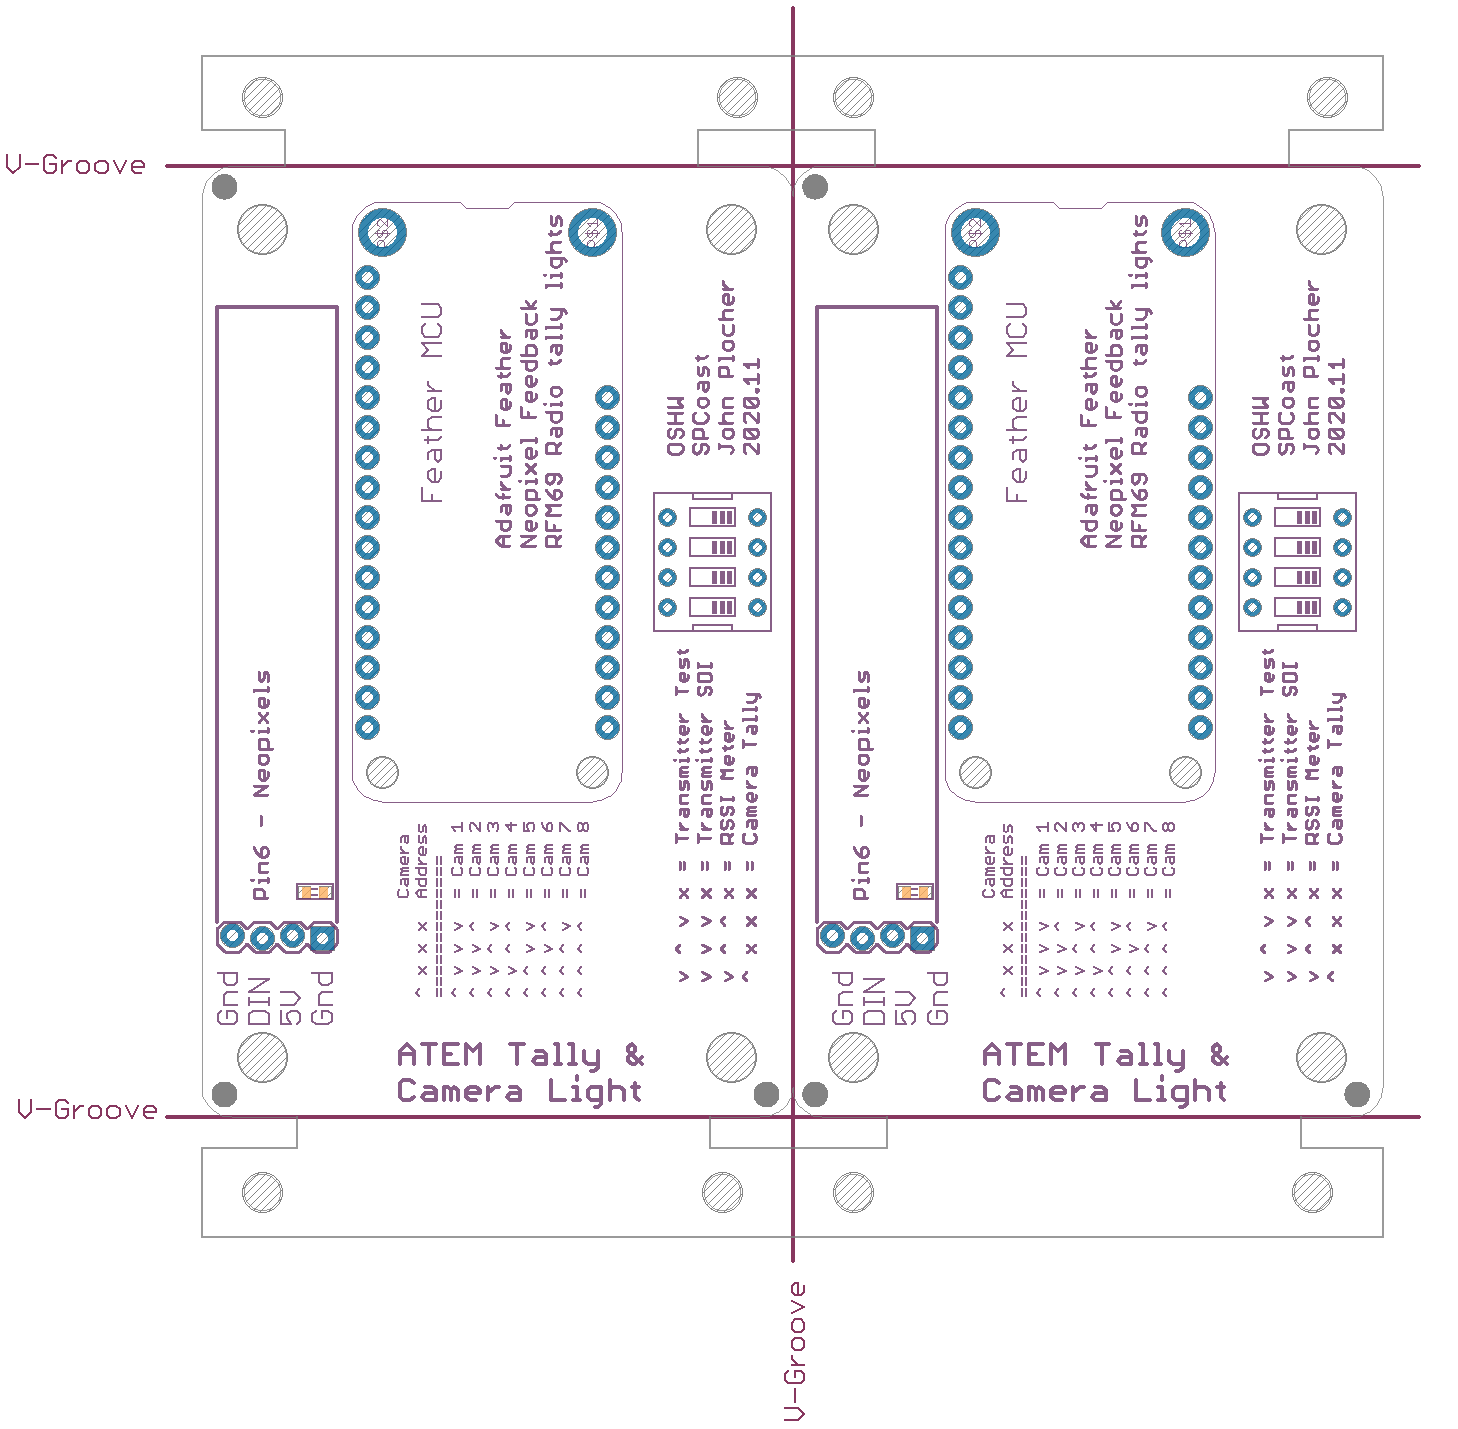 V-Groove
PS2
PS1
Feather MCU
Adafruit Feather
Neopixel Feedback
RFM69 Radio tally lights
OSHW
SPCoast
John Plocher
2020.11
Pin6 - Neopixels
Gnd
DIN
5V
Gnd
Camera
^ x x x Address
================
^ v v v = Cam 1
^ v v ^ = Cam 2
^ v ^ v = Cam 3
^ v ^ ^ = Cam 4
^ ^ v v = Cam 5
^ ^ v ^ = Cam 6
^ ^ ^ v = Cam 7
^ ^ ^ ^ = Cam 8
v ^ v x = Transmitter Test
v v v x = Transmitter SDI
v v ^ x = RSSI Meter
^ x x x = Camera Tally
ATEM Tally &
Camera Light
PS2
PS1
Feather MCU
Adafruit Feather
Neopixel Feedback
RFM69 Radio tally lights
OSHW
SPCoast
John Plocher
2020.11
Pin6 - Neopixels
Gnd
DIN
5V
Gnd
Camera
^ x x x Address
================
^ v v v = Cam 1
^ v v ^ = Cam 2
^ v ^ v = Cam 3
^ v ^ ^ = Cam 4
^ ^ v v = Cam 5
^ ^ v ^ = Cam 6
^ ^ ^ v = Cam 7
^ ^ ^ ^ = Cam 8
v ^ v x = Transmitter Test
v v v x = Transmitter SDI
v v ^ x = RSSI Meter
^ x x x = Camera Tally
ATEM Tally &
Camera Light
V-Groove
V-Groove